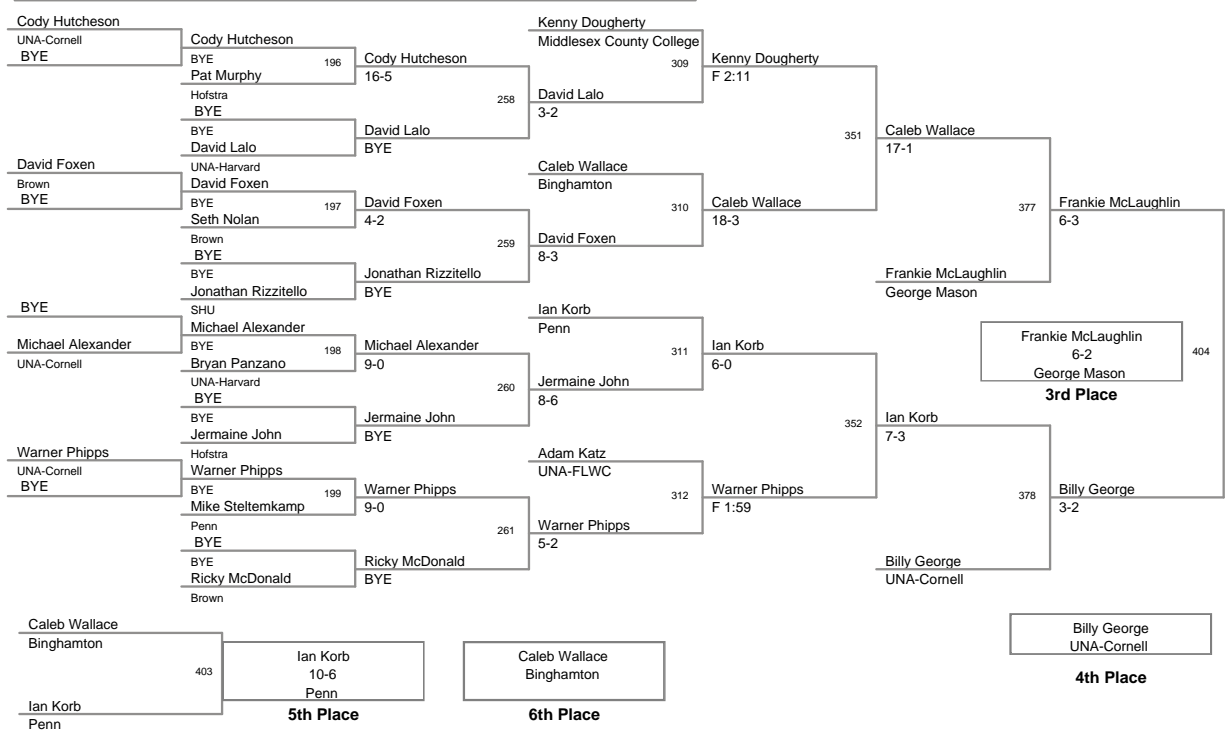 Cody Hutcheson
UNA-Cornell
BYE
Cody Hutcheson
BYE
196
Pat Murphy
Hofstra
BYE
BYE
David Lalo
UNA-Harvard
Cody Hutcheson
16-5
258
David Lalo
BYE
Kenny Dougherty
Middlesex County College
309
David Lalo
3-2
Kenny Dougherty
F 2:11
David Foxen
Brown
BYE
David Foxen
BYE
197
Seth Nolan
Brown
BYE
BYE
Jonathan Rizzitello
SHU
David Foxen
4-2
259
Jonathan Rizzitello
BYE
Caleb Wallace
Binghamton
310
David Foxen
8-3
Caleb Wallace
18-3
351
Caleb Wallace
17-1
377
Frankie McLaughlin
George Mason
Frankie McLaughlin
6-3
BYE
Michael Alexander
UNA-Cornell
Michael Alexander
BYE
198
Bryan Panzano
UNA-Harvard
BYE
BYE
Jermaine John
Hofstra
Michael Alexander
9-0
260
Jermaine John
BYE
Ian Korb
Penn
311
Jermaine John
8-6
Ian Korb
6-0
Warner Phipps
UNA-Cornell
BYE
Warner Phipps
BYE
199
Mike Steltemkamp
Penn
BYE
BYE
Ricky McDonald
Brown
Warner Phipps
9-0
261
Ricky McDonald
BYE
Adam Katz
UNA-FLWC
312
Warner Phipps
5-2
Warner Phipps
F 1:59
352
Ian Korb
7-3
378
Billy George
UNA-Cornell
Billy George
3-2
Frankie McLaughlin
6-2
George Mason
404
3rd Place
Caleb Wallace
Binghamton
403
Ian Korb
Penn
Ian Korb
10-6
Penn
5th Place
Caleb Wallace
Binghamton
6th Place
Billy George
UNA-Cornell
4th Place